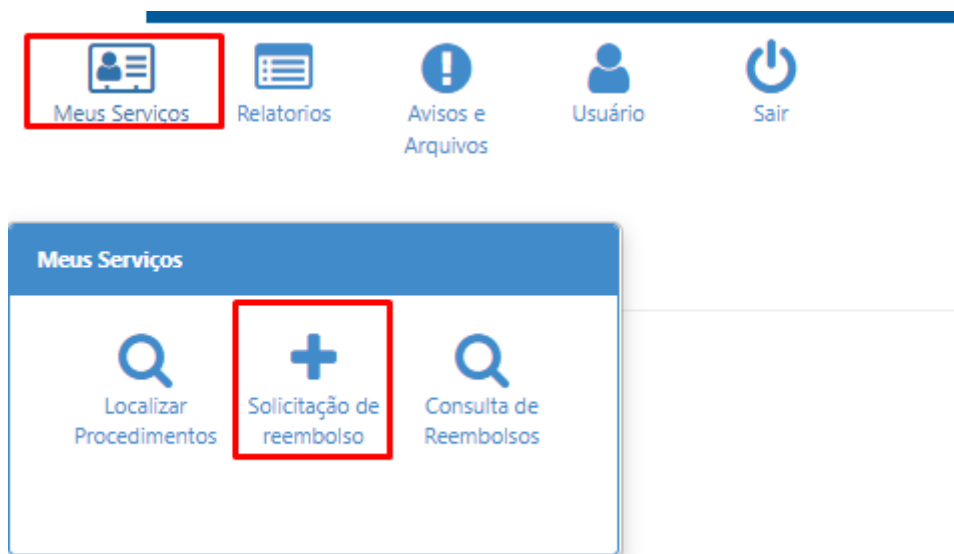 Meus Serviços
Relatorios
Avisos e
Arquivos
Usuário
Sair
Meus Serviços
Localizar
Procedimentos
Solicitação de
reembolso
Consulta de
Reembolsos